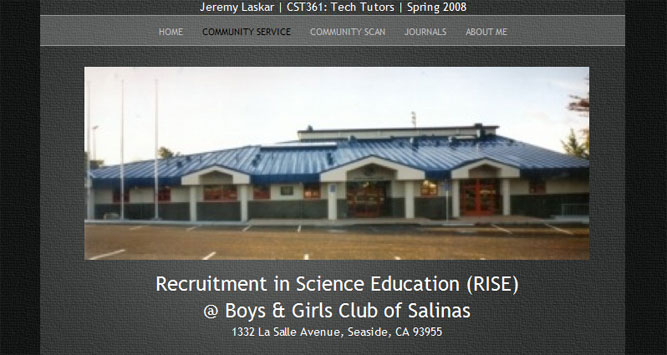 Jeremy Laskar | CST361: Tech Tutors | Spring 2008
HOME COMMUNITY SERVICE COMMUNITY SCAN JOURNALS ABOUT ME
Recruitment in Science Education (RISE)
@ Boys & Girls Club of Salinas
1332 La Salle Avenue, Seaside, CA 93955